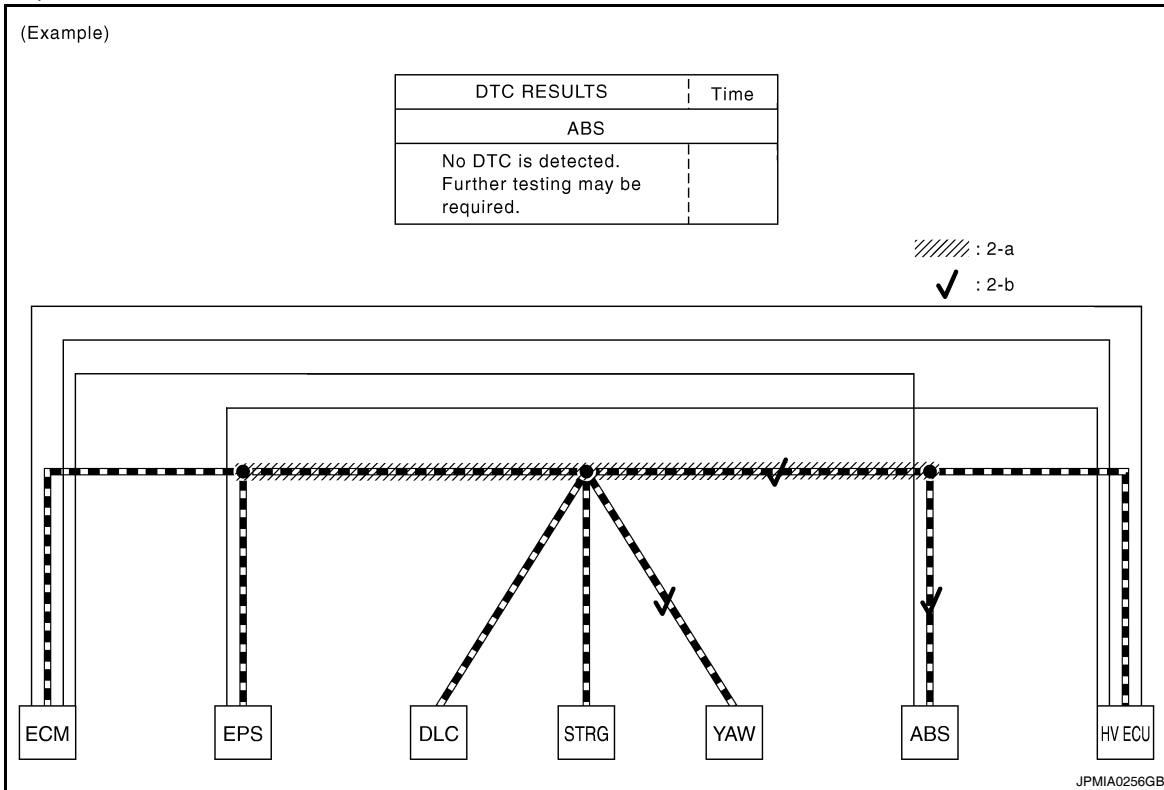 (Example)
DTC RESULTS Time
ABS
No DTC is detected.
Further testing may be
required.
: 2-a
: 2-b
ECM EPS DLC STRG YAW ABS HV ECU
JPMIA0256GB